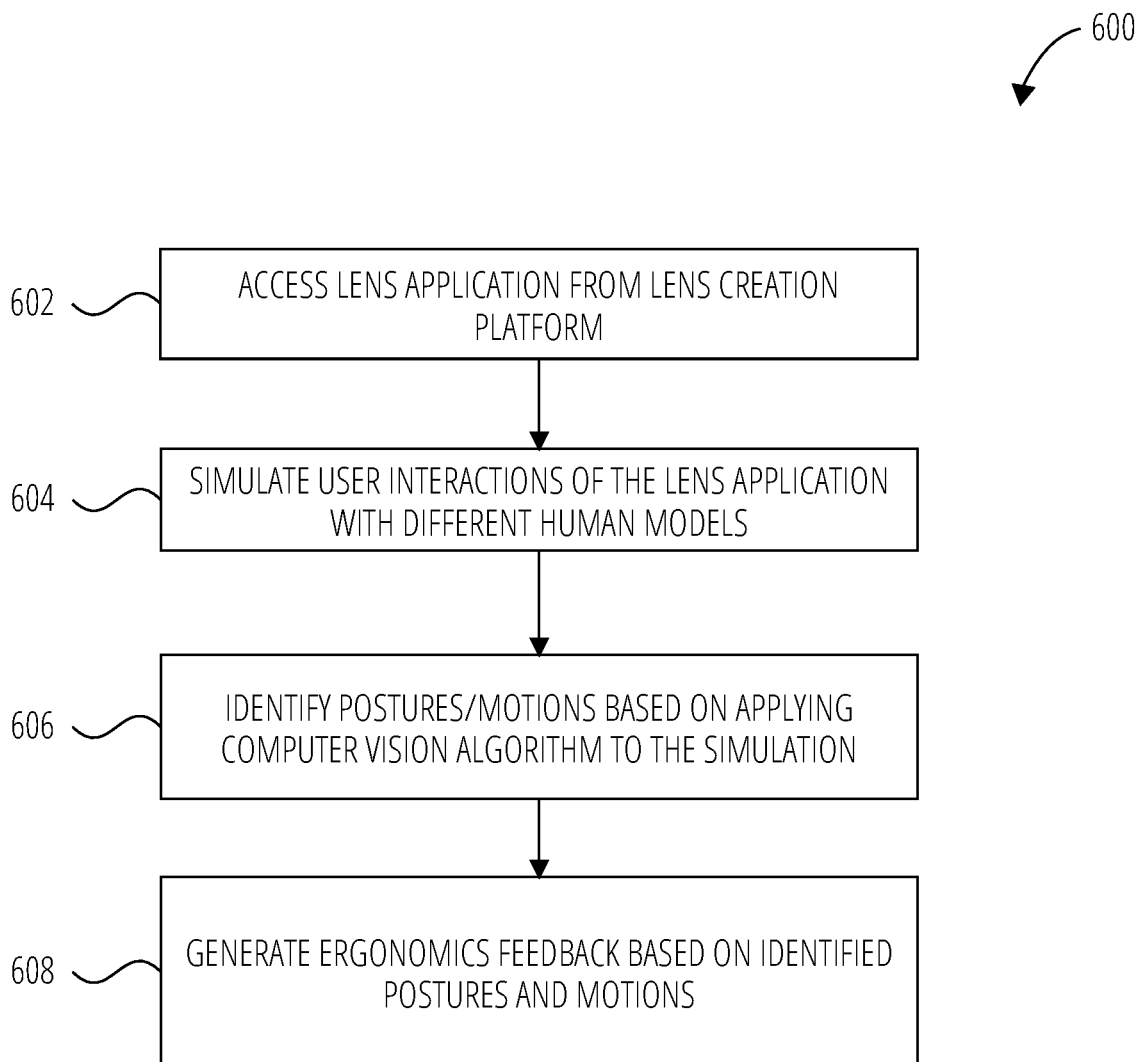 600
602
ACCESS LENS APPLICATION FROM LENS CREATION
PLATFORM
604
SIMULATE USER INTERACTIONS OF THE LENS APPLICATION
WITH DIFFERENT HUMAN MODELS
606
IDENTIFY POSTURES/MOTIONS BASED ON APPLYING
COMPUTER VISION ALGORITHM TO THE SIMULATION
608
GENERATE ERGONOMICS FEEDBACK BASED ON IDENTIFIED
POSTURES AND MOTIONS